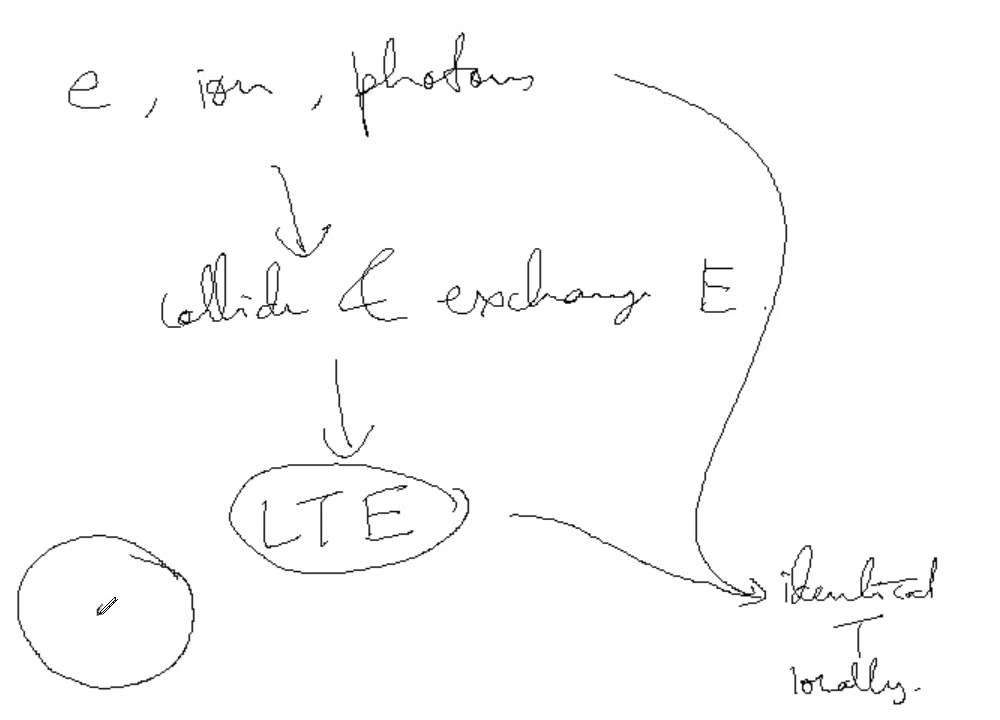 e, ion, photons
collide & exchange E.
LTE
identical
T
locally.